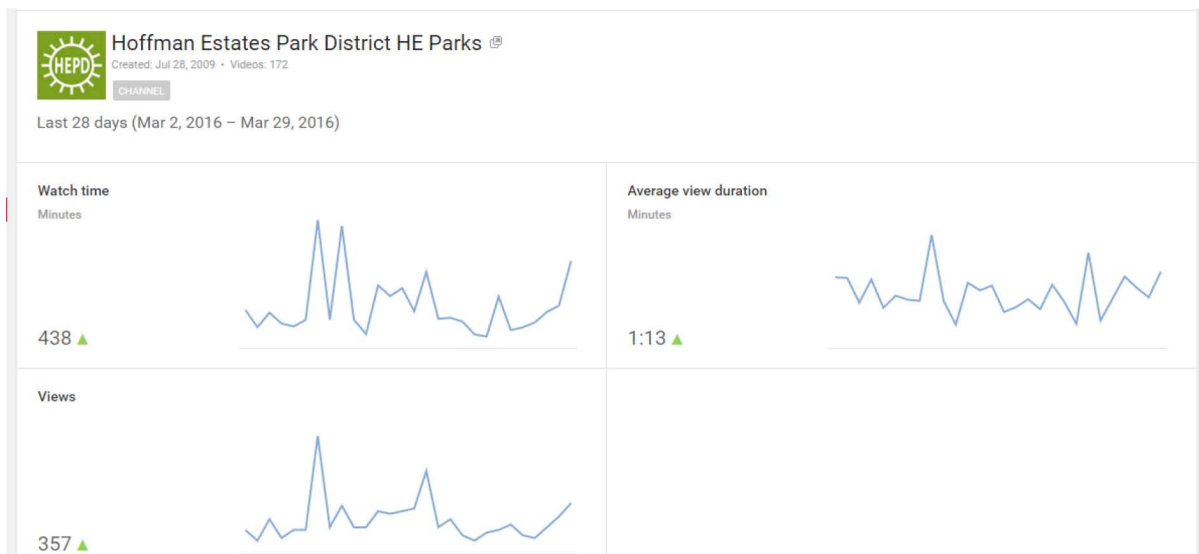 HEPD
Hoffman Estates Park District HE Parks
Created: Jul 28, 2009 • Videos: 172
CHANNEL
Last 28 days (Mar 2, 2016 – Mar 29, 2016)
Watch time
Minutes
438
Average view duration
Minutes
1:13
Views
357